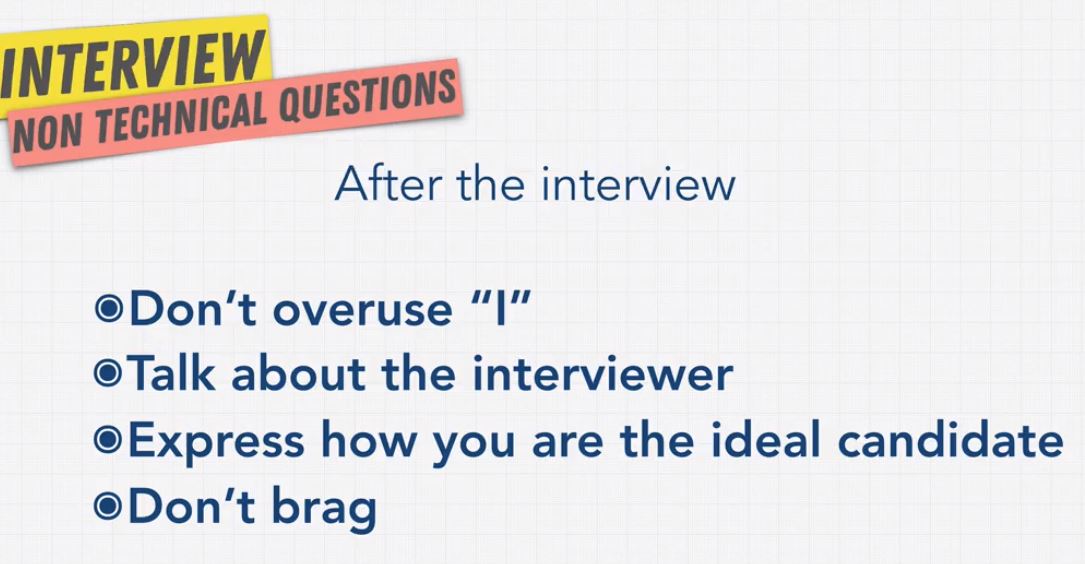 INTERVIEW
NON TECHNICAL QUESTIONS
After the interview
◉Don’t overuse “I”
◉Talk about the interviewer
◉Express how you are the ideal candidate
◉Don’t brag